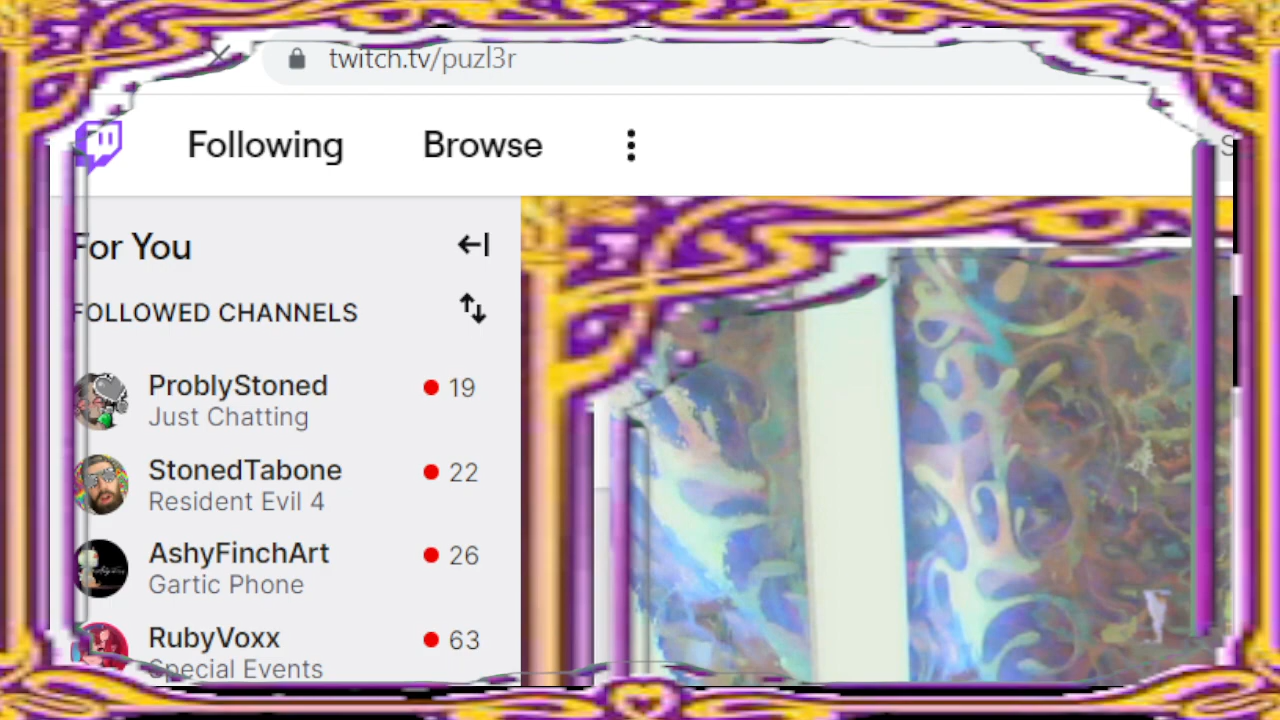 twitch.tv/puzl3r
Following Browse
For You
FOLLOWED CHANNELS
ProblyStoned 19
Just Chatting
StonedTabone 22
Resident Evil 4
AshyFinchArt 26
Gartic Phone
RubyVoxx 63
Special Events